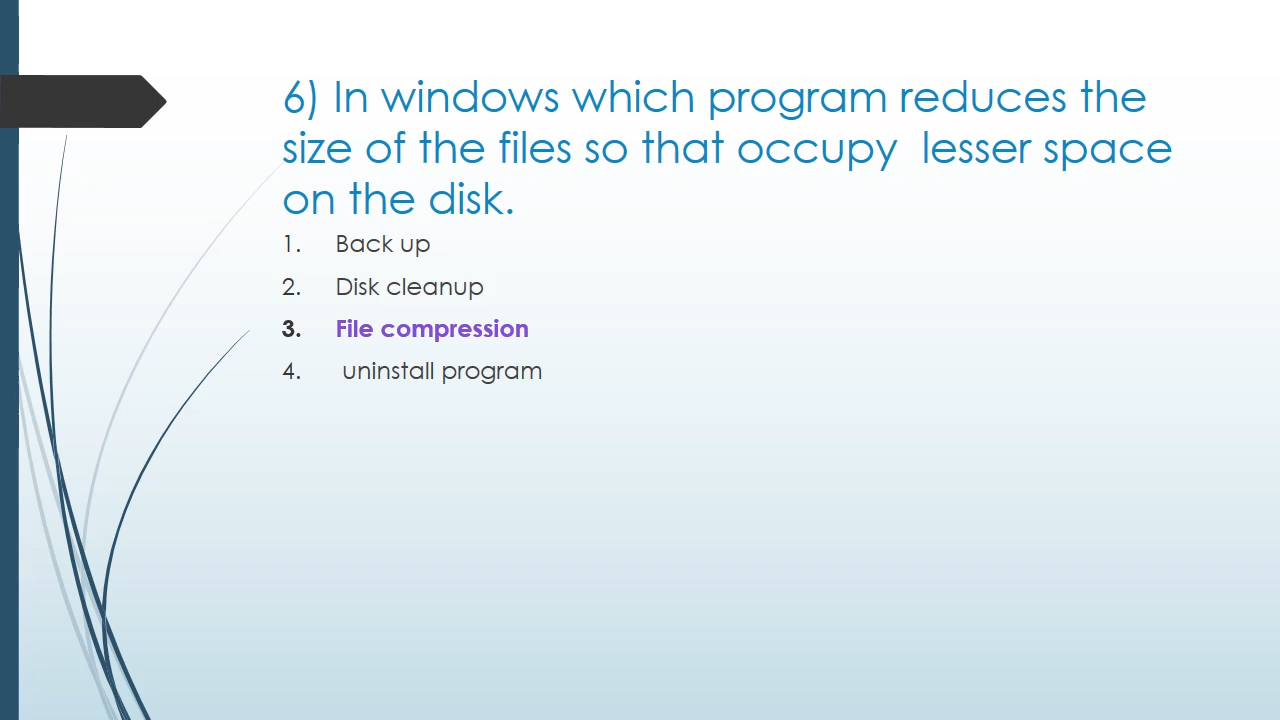 6) In windows which program reduces the
size of the files so that occupy  lesser space
on the disk.
1. Back up
2. Disk cleanup
3. File compression
4. uninstall program